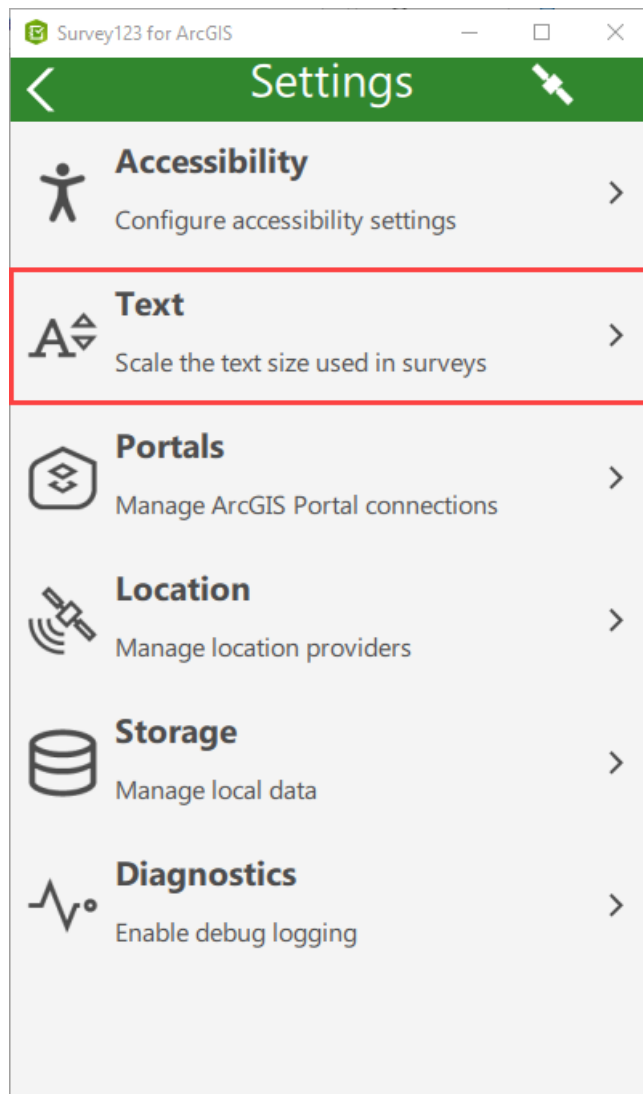 Survey123 for ArcGIS
Settings
Accessibility
Configure accessibility settings
Text
Scale the text size used in surveys
Portals
Manage ArcGIS Portal connections
Location
Manage location providers
Storage
Manage local data
Diagnostics
Enable debug logging